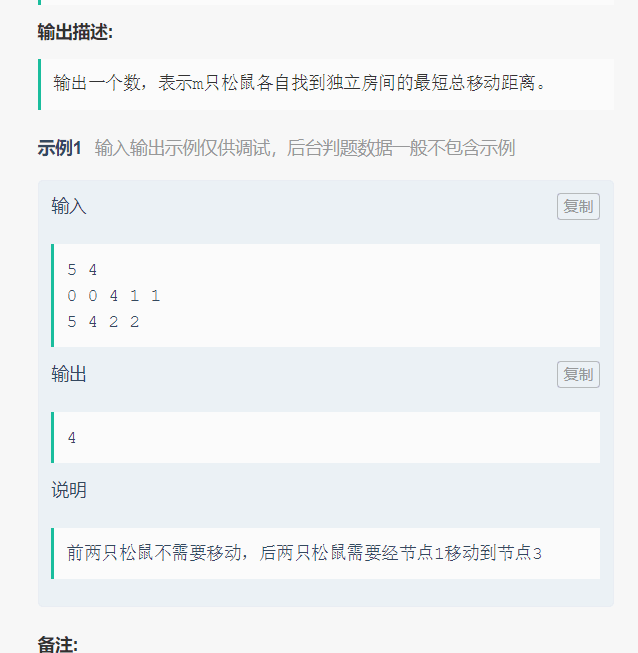 输出描述:
输出一个数，表示m只松鼠各自找到独立房间的最短总移动距离。
示例1 输入输出示例仅供调试，后台判题数据一般不包含示例
输入 复制
5 4
0 0 4 1 1
5 4 2 2
输出 复制
4
说明
前两只松鼠不需要移动，后两只松鼠需要经节点1移动到节点3
备注: